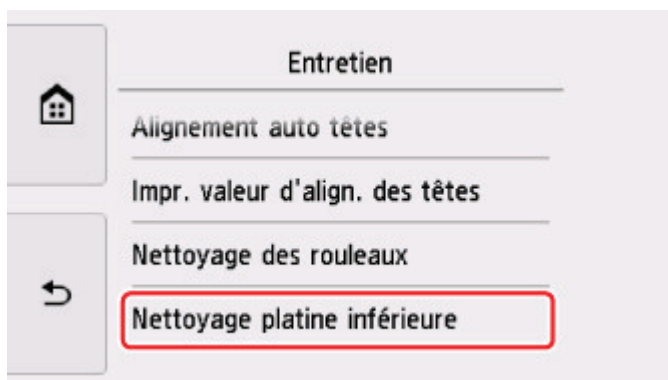 Entretien
Alignement auto têtes
Impr. valeur d'align. des têtes
Nettoyage des rouleaux
Nettoyage platine inférieure